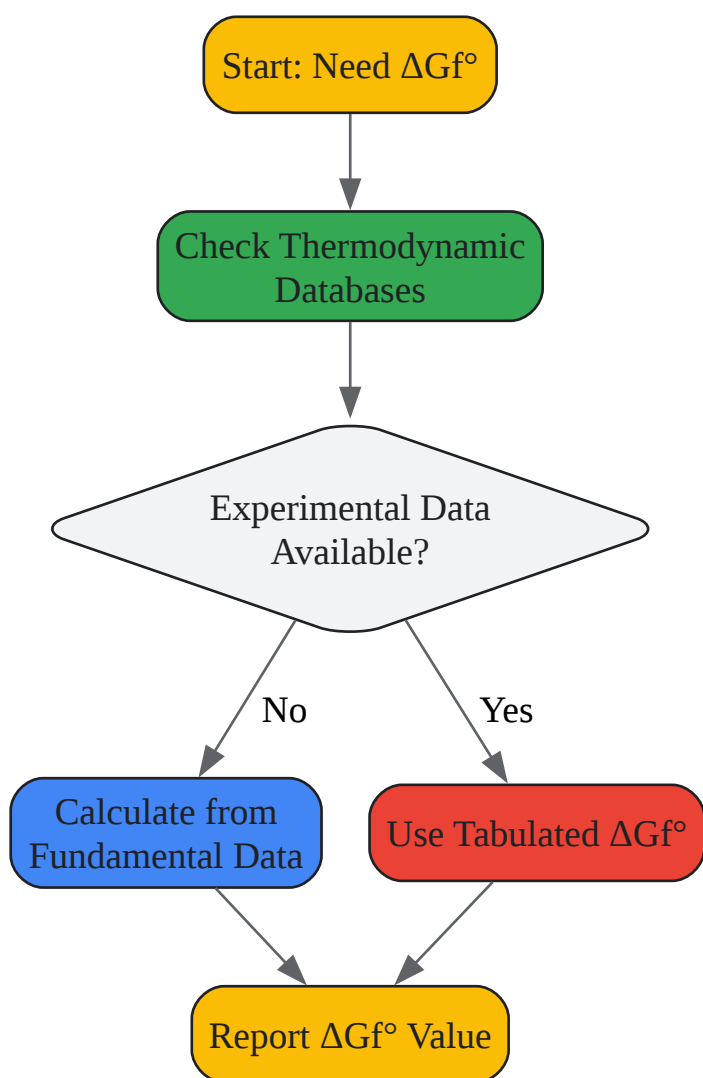 Start: Need ΔGf°
Check Thermodynamic
Databases
Experimental Data
Available?
No
Yes
Calculate from
Fundamental Data
Use Tabulated ΔGf°
Report ΔGf° Value